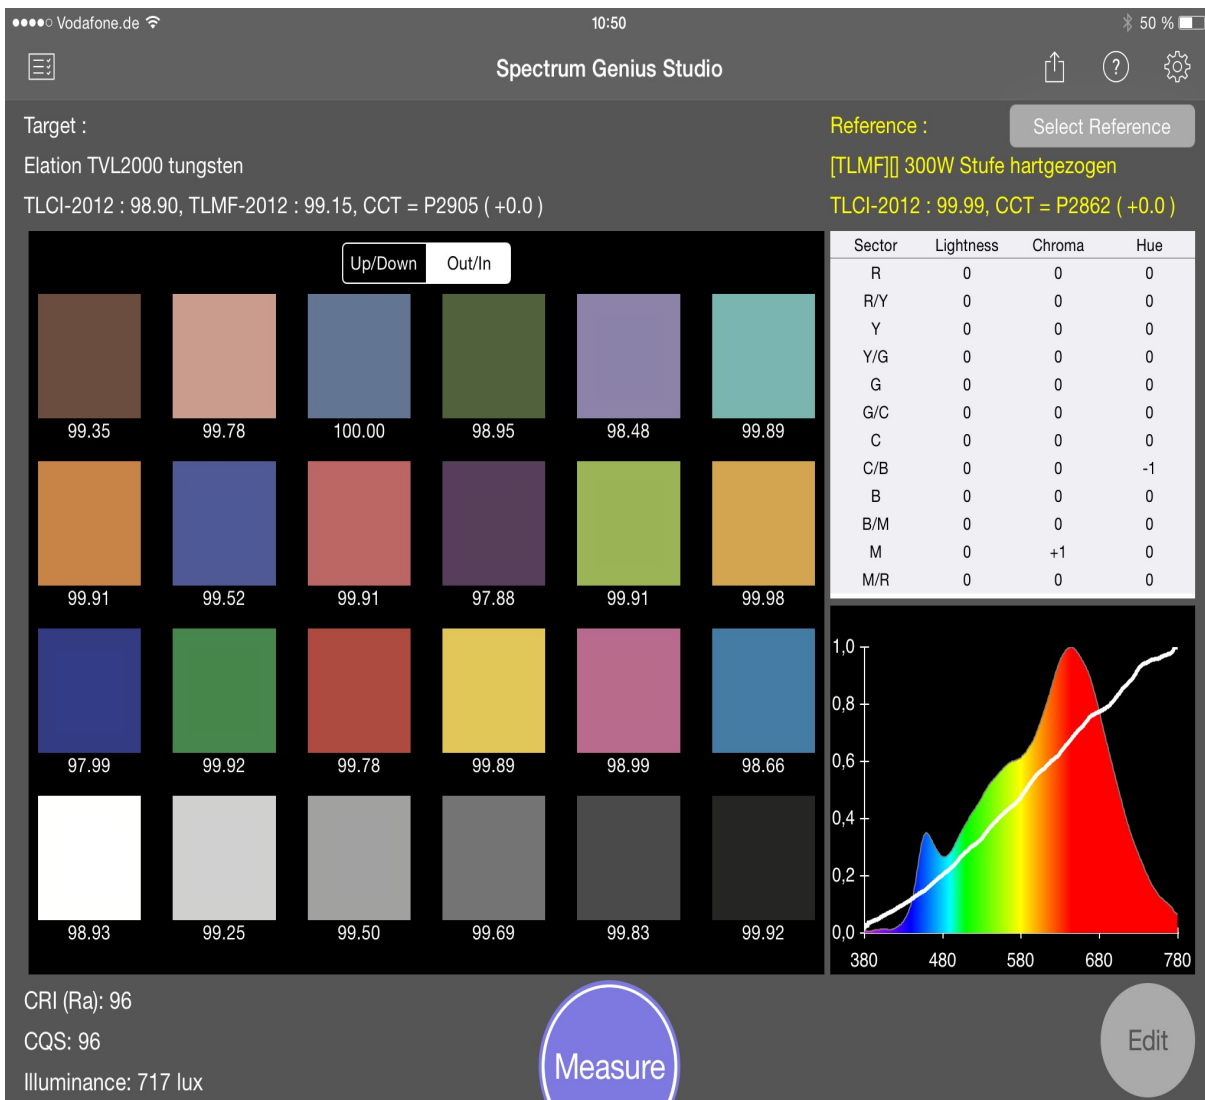 Vodafone.de 10:50 50 %
Spectrum Genius Studio
Target :
Elation TVL2000 tungsten
TLCI-2012 : 98.90, TLMF-2012 : 99.15, CCT = P2905 ( +0.0 )
Reference : Select Reference
[TLMF][] 300W Stufe hartgezogen
TLCI-2012 : 99.99, CCT = P2862 ( +0.0 )
Up/Down Out/In
99.35 99.78 100.00 98.95 98.48 99.89
99.91 99.52 99.91 97.88 99.91 99.98
97.99 99.92 99.78 99.89 98.99 98.66
98.93 99.25 99.50 99.69 99.83 99.92
Sector Lightness Chroma Hue
R 0 0 0
R/Y 0 0 0
Y 0 0 0
Y/G 0 0 0
G 0 0 0
G/C 0 0 0
C 0 0 0
C/B 0 0 -1
B 0 0 0
B/M 0 0 0
M 0 +1 0
M/R 0 0 0
1,0
0,8
0,6
0,4
0,2
0,0
380 480 580 680 780
CRI (Ra): 96
CQS: 96
Illuminance: 717 lux
Measure
Edit